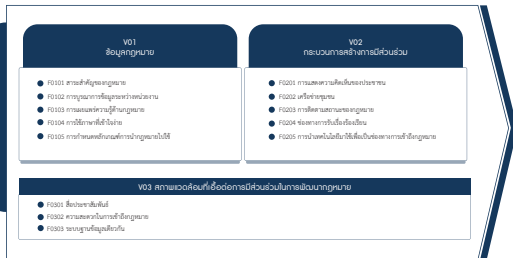 V01
ข้อมูลกฎหมาย
F0101 สาระสำคัญของกฎหมาย
F0102 การบูรณาการข้อมูลระหว่างหน่วยงาน
F0103 การเผยแพร่ความรู้ด้านกฎหมาย
F0104 การใช้ภาษาที่เข้าใจง่าย
F0105 การกำหนดหลักเกณฑ์การนำกฎหมายไปใช้
V02
กระบวนการสร้างการมีส่วนร่วม
F0201 การแสดงความคิดเห็นของประชาชน
F0202 เครือข่ายชุมชน
F0203 การติดตามสถานะของกฎหมาย
F0204 ช่องทางการรับเรื่องร้องเรียน
F0205 การนำเทคโนโลยีมาใช้เพื่อเป็นช่องทางการเข้าถึงกฎหมาย
V03 สภาพแวดล้อมที่เอื้อต่อการมีส่วนร่วมในการพัฒนากฎหมาย
F0301 สื่อประชาสัมพันธ์
F0302 ความสะดวกในการเข้าถึงกฎหมาย
F0303 ระบบฐานข้อมูลเดียวกัน